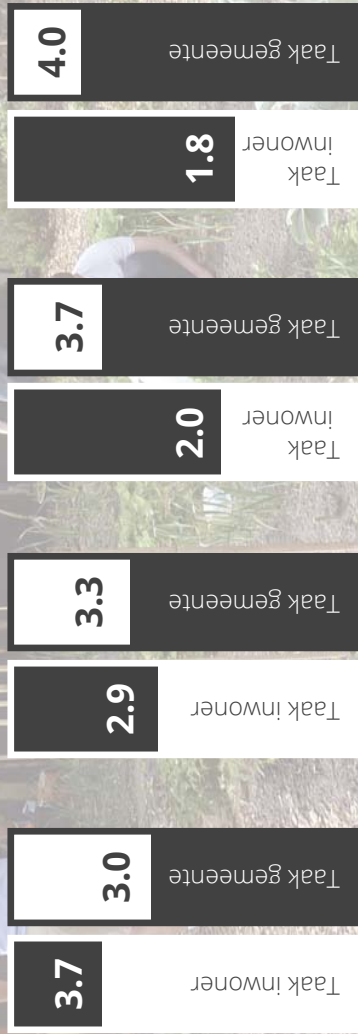 4.0
Taak gemeente
1.8
Taak
inwoner
3.7
Taak gemeente
2.0
Taak
inwoner
3.3
Taak gemeente
2.9
Taak inwoner
3.0
Taak gemeente
3.7
Taak inwoner